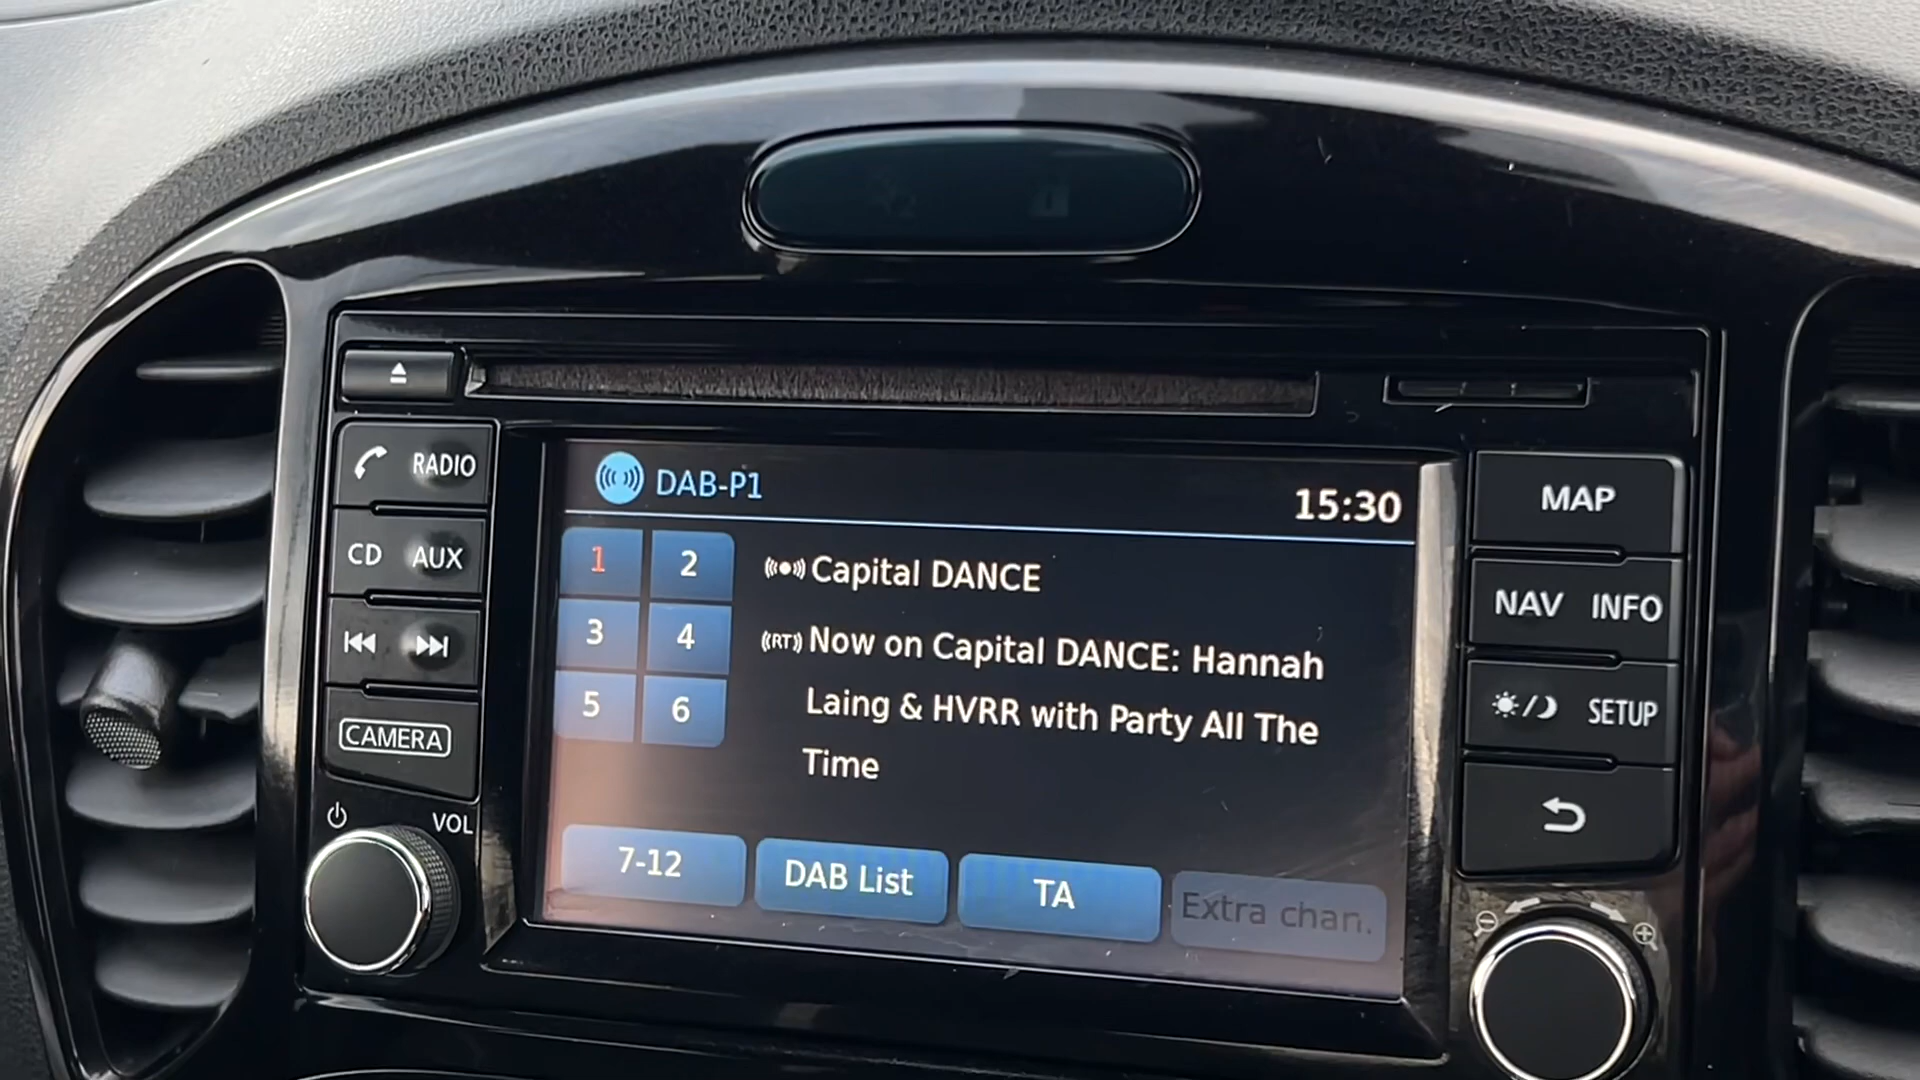 DAB-P1
15:30
RADIO
CD AUX
CAMERA
VOL
1 2
3 4
5 6
Capital DANCE
RT Now on Capital DANCE: Hannah
Laing & HVRR with Party All The
Time
7-12
DAB List
TA
Extra chan.
MAP
NAV INFO
SETUP